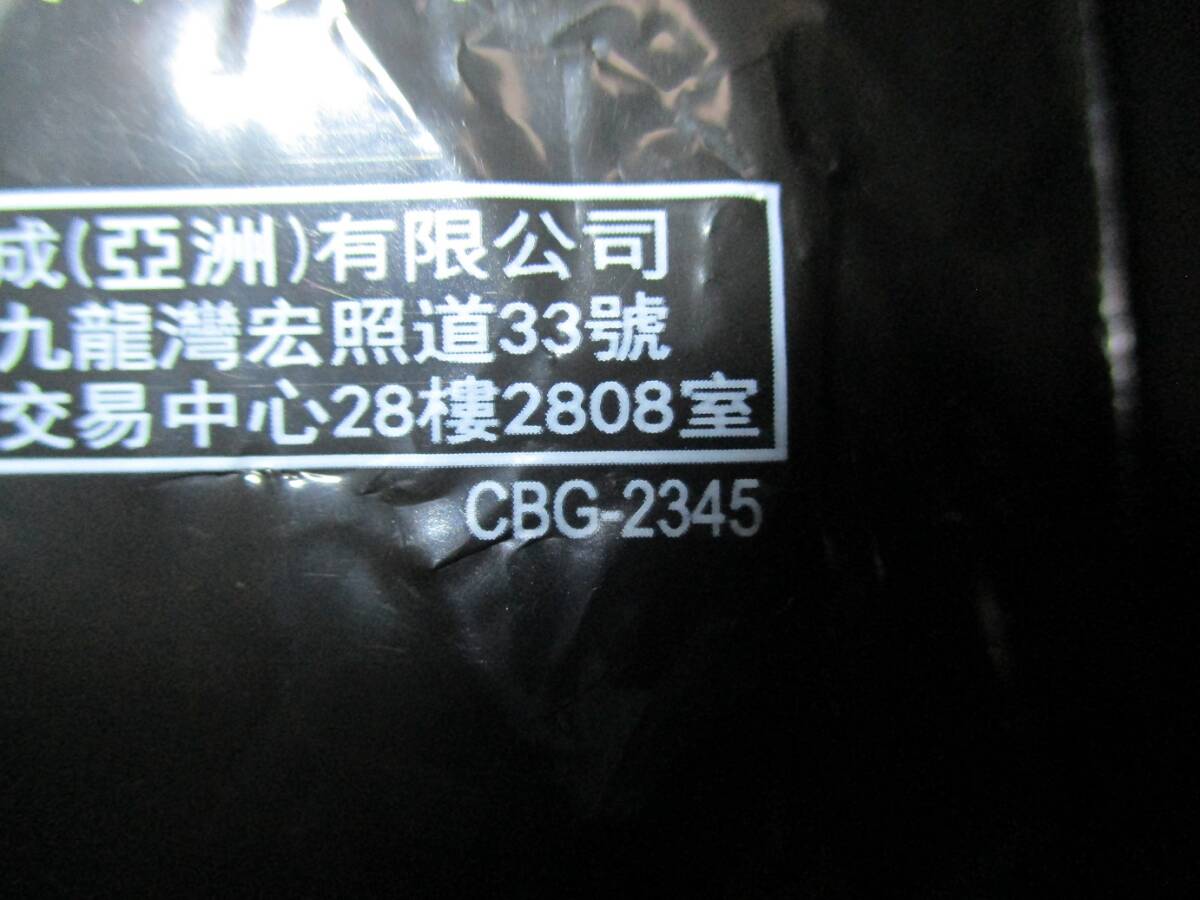 成(亞洲)有限公司
九龍灣宏照道33號
交易中心28樓2808室
CBG-2345